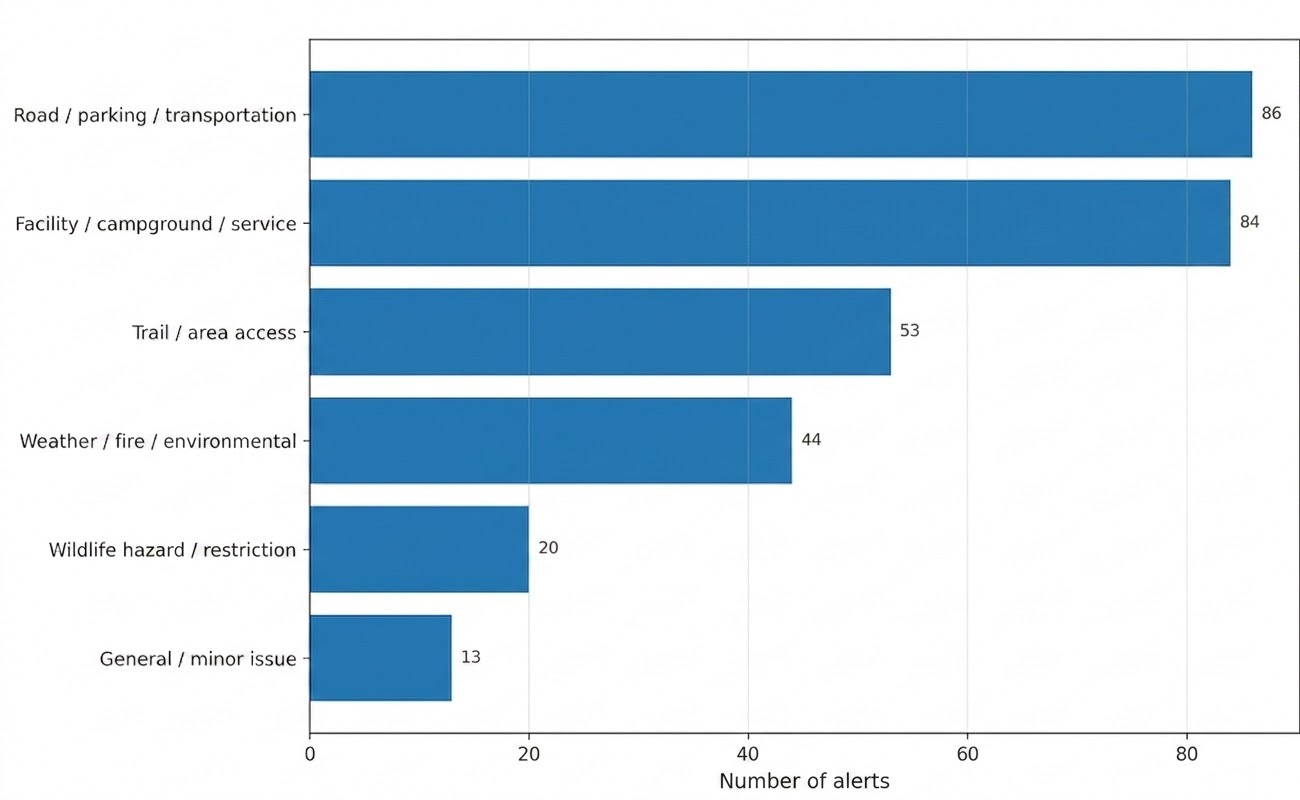 Road / parking / transportation
86
Facility / campground / service
84
Trail / area access
53
Weather / fire / environmental
44
Wildlife hazard / restriction
20
General / minor issue
13
0 20 40 60 80
Number of alerts